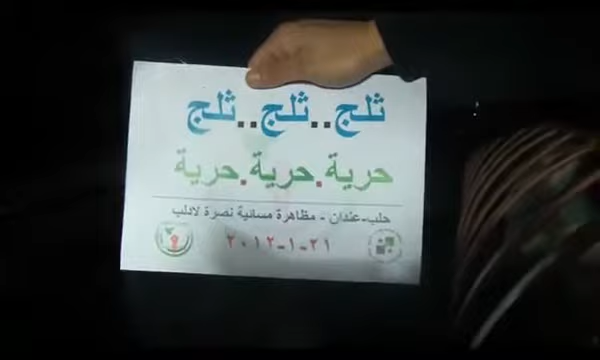 ثلج..ثلج..ثلج
حرية.حرية.حرية
حلب-عندان - مظاهرة مسائية نصرة لادلب
٢٠١٢-١-٢١